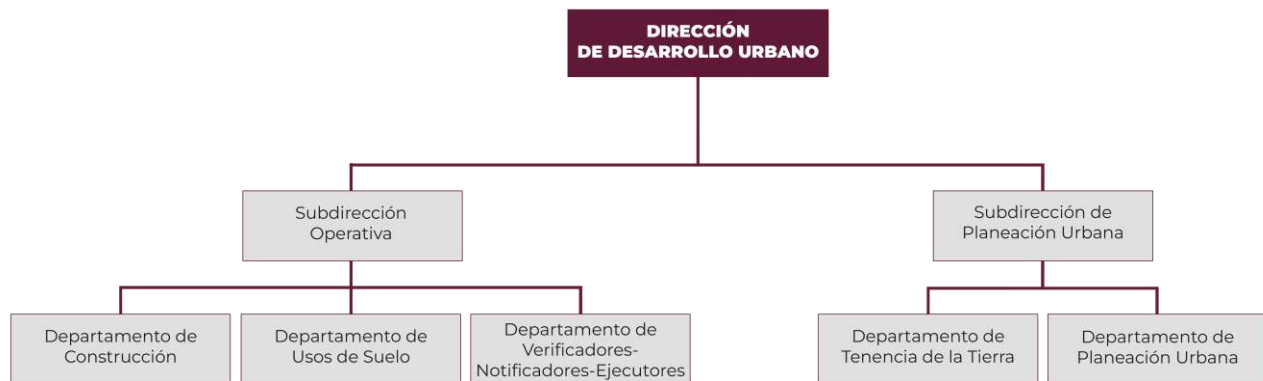 DIRECCIÓN
DE DESARROLLO URBANO
Subdirección
Operativa
Subdirección de
Planeación Urbana
Departamento de
Construcción
Departamento de
Usos de Suelo
Departamento de
Verificadores-
Notificadores-Ejecutores
Departamento de
Tenencia de la Tierra
Departamento de
Planeación Urbana